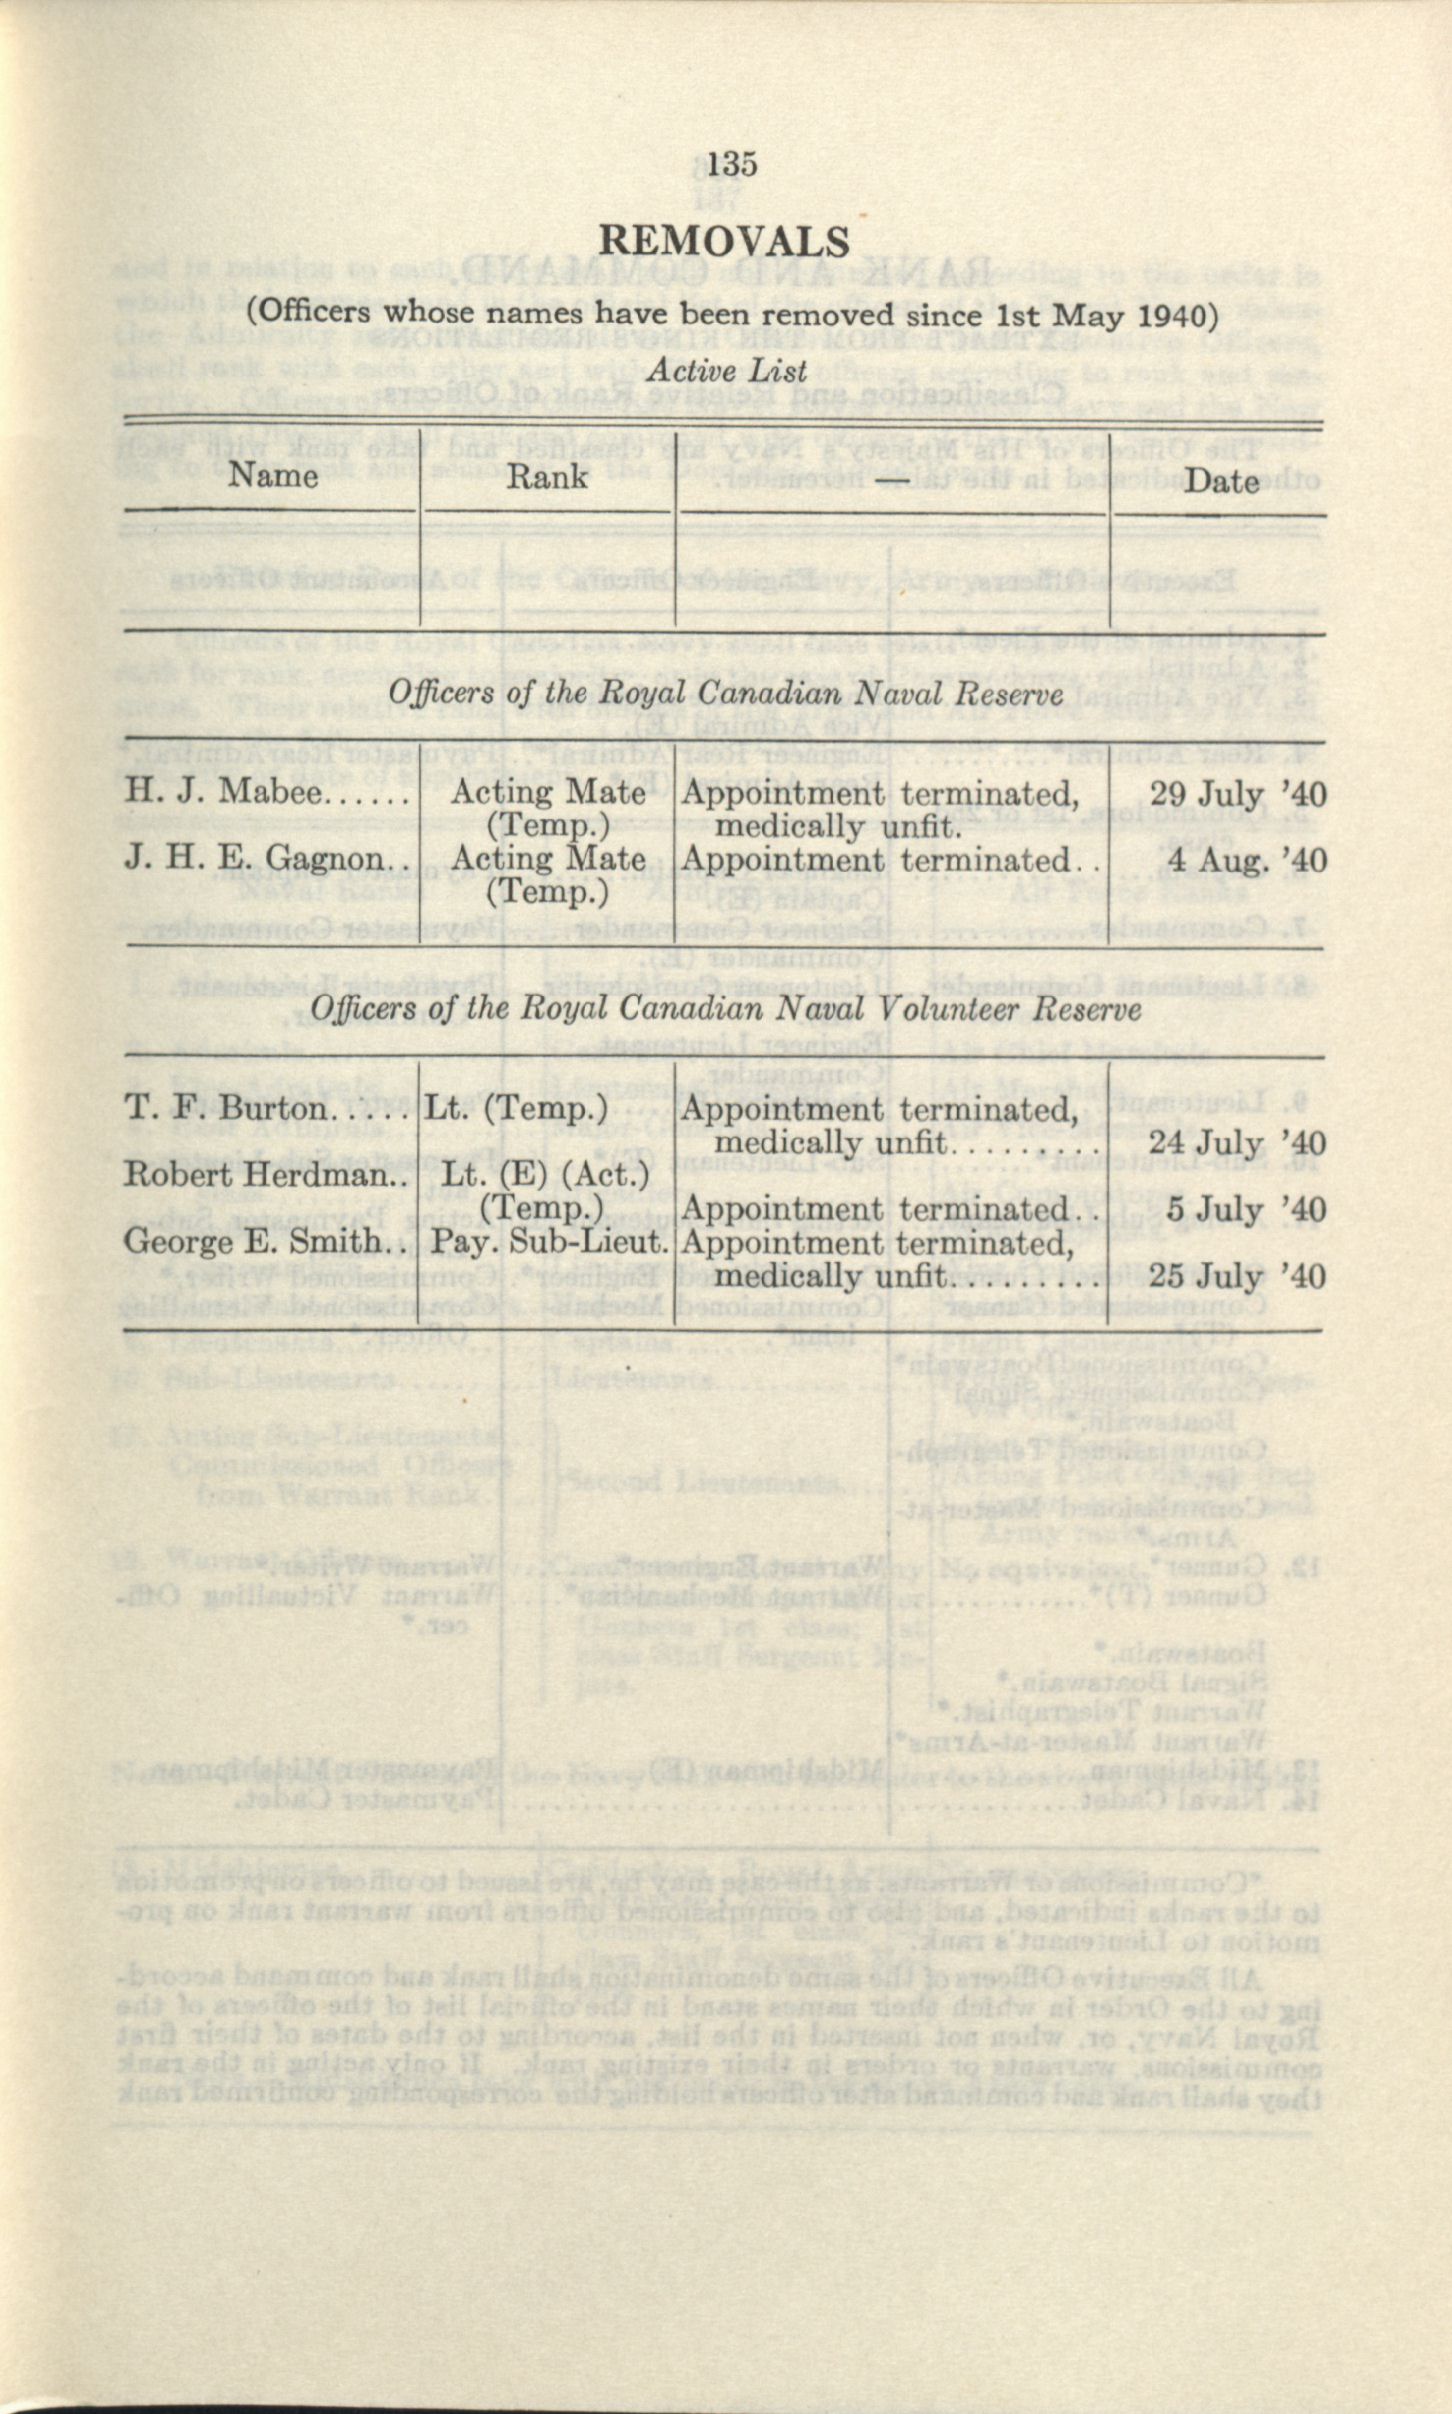 135
REMOVALS
(Officers whose names have been removed since 1st May 1940)
Active List
Name Rank — Date
Officers of the Royal Canadian Naval Reserve
H. J. Mabee...... Acting Mate Appointment terminated, 29 July '40
(Temp.) medically unfit.
J. H. E. Gagnon.. Acting Mate Appointment terminated.. 4 Aug. '40
(Temp.)
Officers of the Royal Canadian Naval Volunteer Reserve
T. F. Burton..... Lt. (Temp.) Appointment terminated,
medically unfit......... 24 July '40
Robert Herdman.. Lt. (E) (Act.)
(Temp.) Appointment terminated.. 5 July '40
George E. Smith.. Pay. Sub-Lieut. Appointment terminated,
medically unfit......... 25 July '40